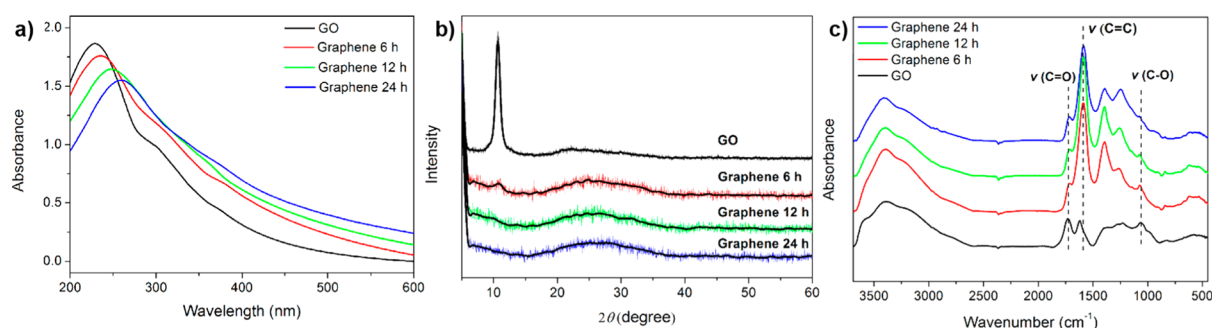 a)
2.0
1.5
1.0
0.5
0.0
Absorbance
GO
Graphene 6 h
Graphene 12 h
Graphene 24 h
200 300 400 500 600
Wavelength (nm)
b)
Intensity
GO
Graphene 6 h
Graphene 12 h
Graphene 24 h
10 20 30 40 50 60
2θ (degree)
c)
Absorbance
Graphene 24 h
Graphene 12 h
Graphene 6 h
GO
ν (C=C)
ν (C=O)
ν (C-O)
3500 3000 2500 2000 1500 1000 500
Wavenumber (cm⁻¹)